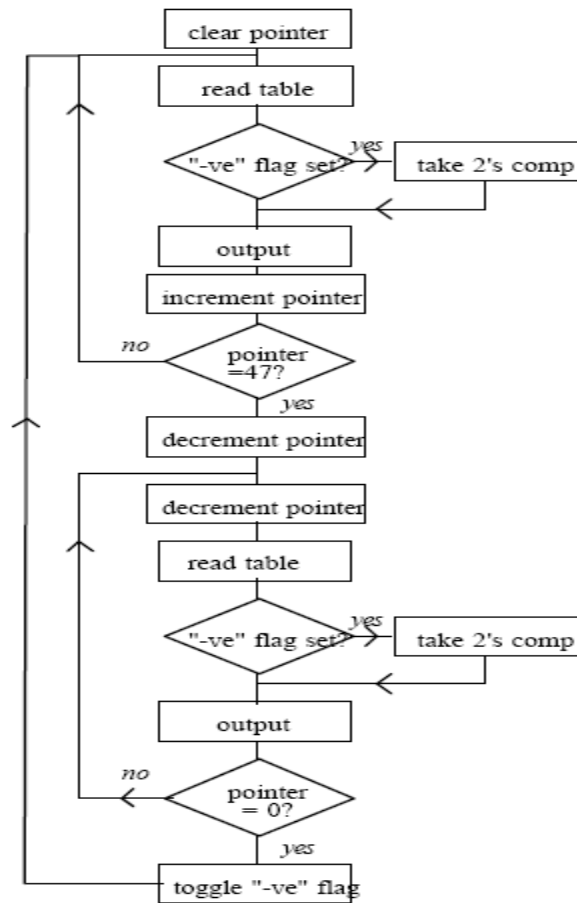 clear pointer
read table
"-ve" flag set?
yes
take 2's comp
output
increment pointer
no
pointer
=47?
yes
decrement pointer
decrement pointer
read table
"-ve" flag set?
yes
take 2's comp
output
no
pointer
= 0?
yes
toggle "-ve" flag